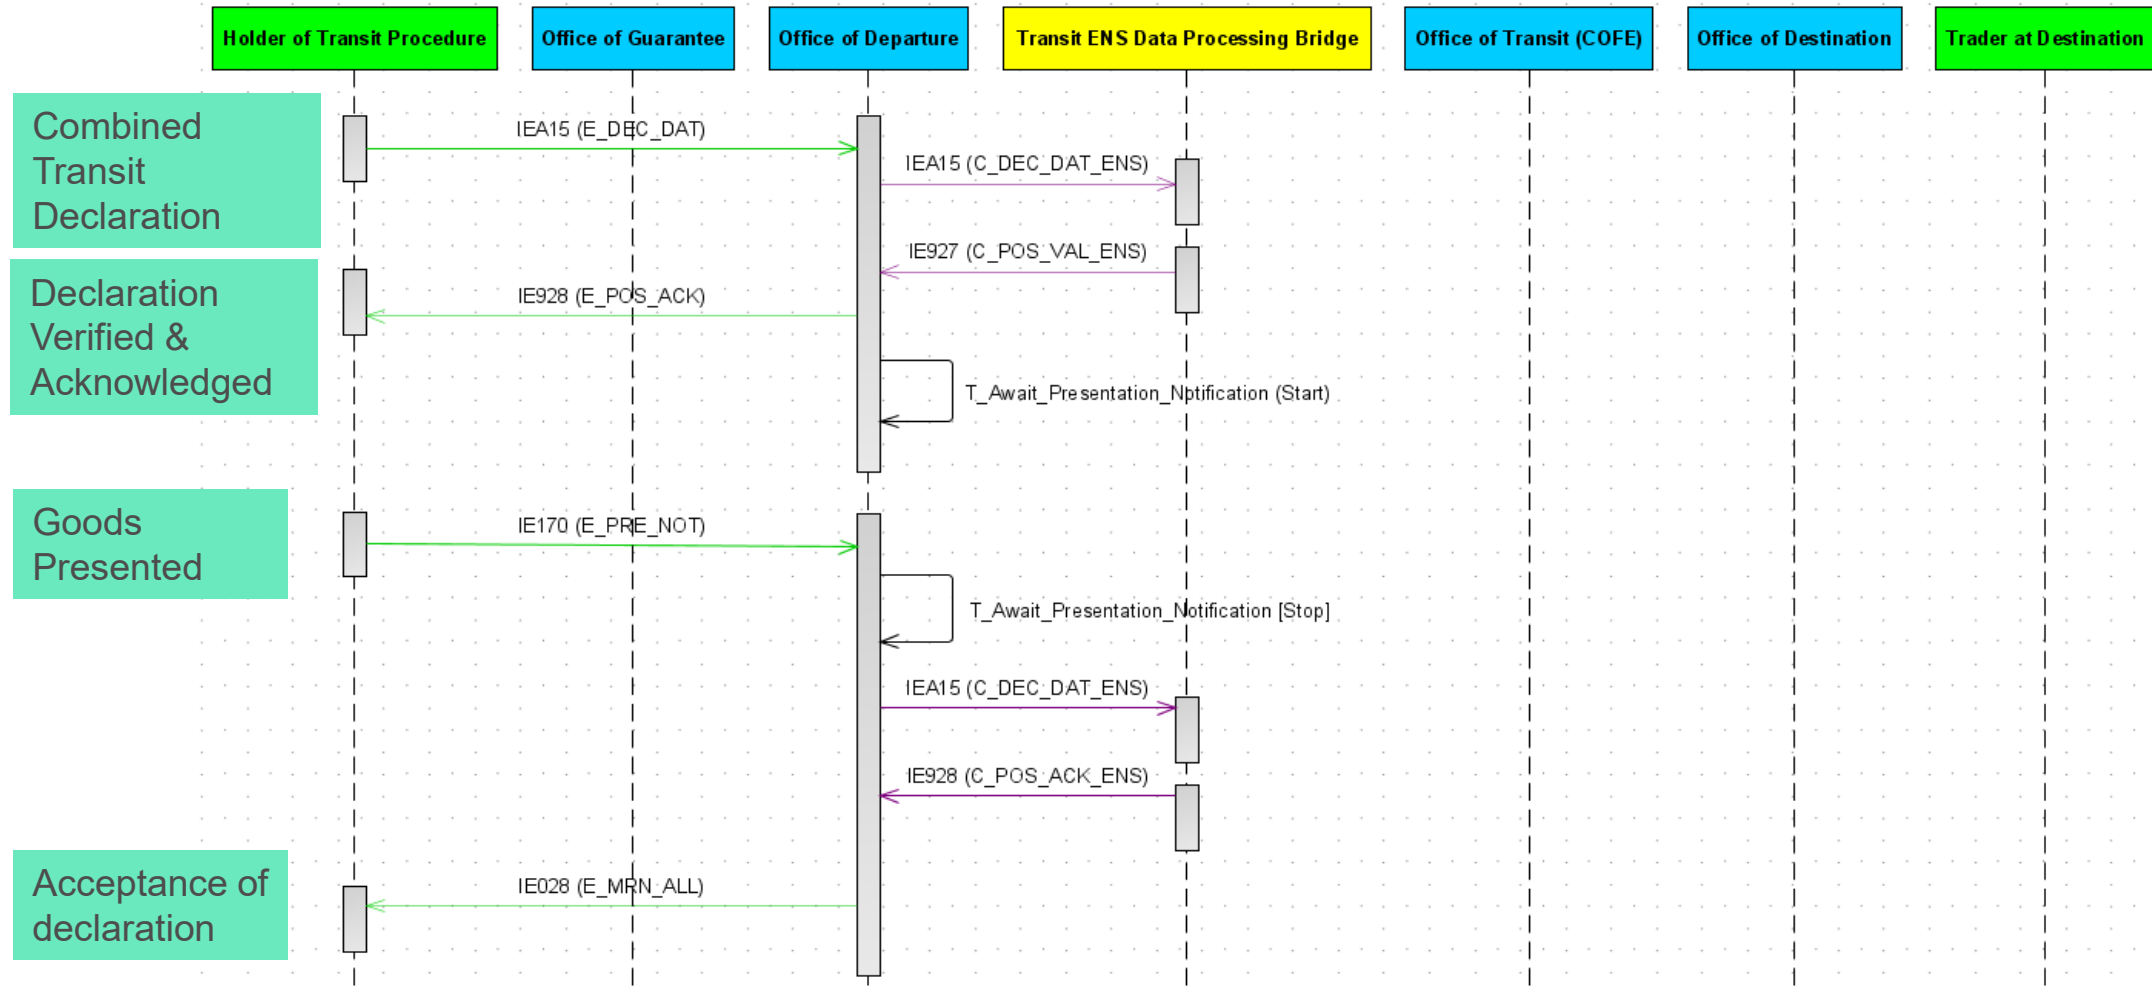 Holder of Transit Procedure
Office of Guarantee
Office of Departure
Transit ENS Data Processing Bridge
Office of Transit (COFE)
Office of Destination
Trader at Destination
Combined
Transit
Declaration
IEA15 (E_DEC_DAT)
IEA15 (C_DEC_DAT_ENS)
IE927 (C_POS_VAL_ENS)
Declaration
Verified &
Acknowledged
IE928 (E_POS_ACK)
T_Await_Presentation_Notification (Start)
Goods
Presented
IE170 (E_PRE_NOT)
T_Await_Presentation_Notification [Stop]
IEA15 (C_DEC_DAT_ENS)
IE928 (C_POS_ACK_ENS)
Acceptance of
declaration
IE028 (E_MRN_ALL)